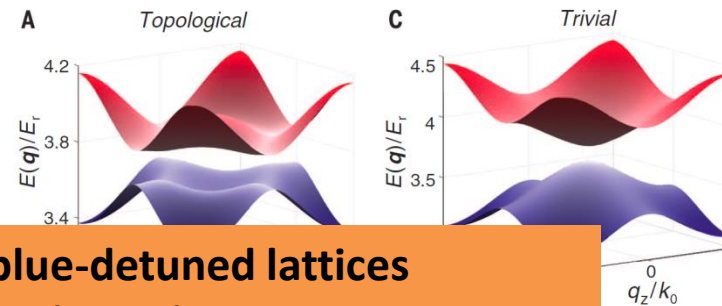 A Topological
C Trivial
4.2
3.8
3.4
E(q)/Er
4.5
4
3.5
E(q)/Er
0
qz/k0
blue-detuned lattices